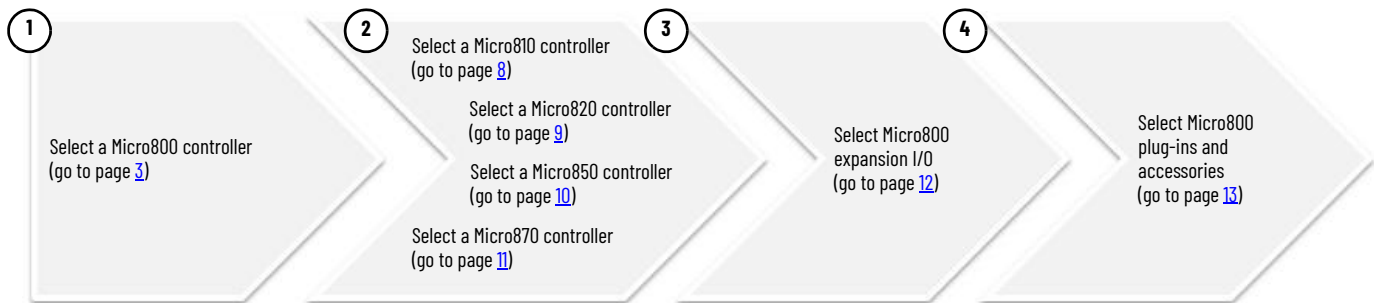 1
Select a Micro800 controller
(go to page 3)
2
Select a Micro810 controller
(go to page 8)
Select a Micro820 controller
(go to page 9)
Select a Micro850 controller
(go to page 10)
Select a Micro870 controller
(go to page 11)
3
Select Micro800
expansion I/O
(go to page 12)
4
Select Micro800
plug-ins and
accessories
(go to page 13)